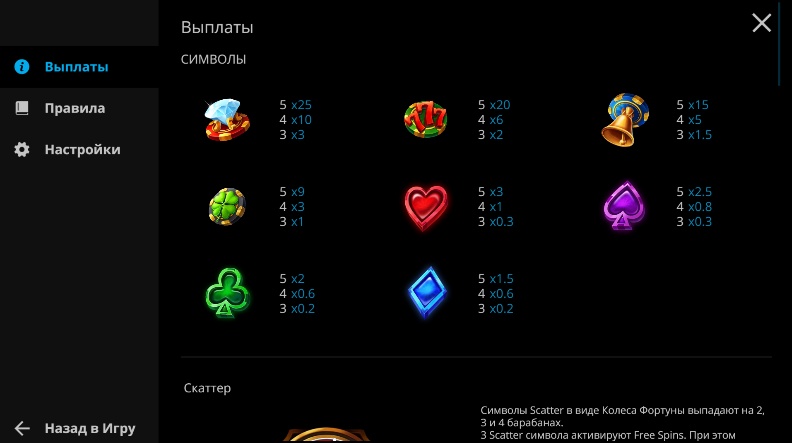 Выплаты
Правила
Настройки
Назад в Игру
Выплаты
СИМВОЛЫ
5 x25
4 x10
3 x3
777
5 x20
4 x6
3 x2
5 x15
4 x5
3 x1.5
5 x9
4 x3
3 x1
5 x3
4 x1
3 x0.3
5 x2.5
4 x0.8
3 x0.3
5 x2
4 x0.6
3 x0.2
5 x1.5
4 x0.6
3 x0.2
Скаттер
Символы Scatter в виде Колеса Фортуны выпадают на 2,
3 и 4 барабанах.
3 Scatter символа активируют Free Spins. При этом